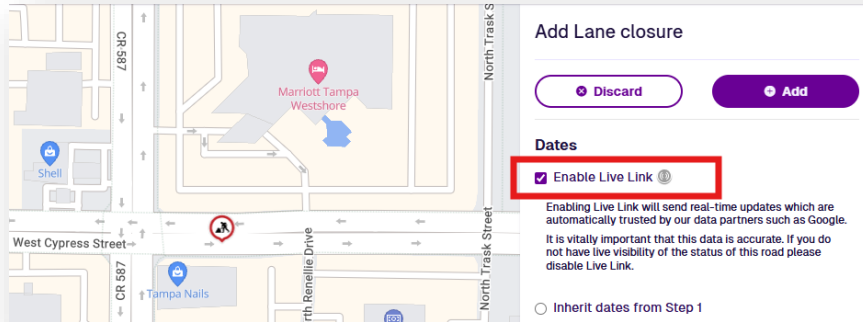 CR 587
North Trask S
Marriott Tampa
Westshore
Shell
West Cypress Street
CR 587
Tampa Nails
rth Renellie Drive
North Trask Street
Add Lane closure
Discard
Add
Dates
Enable Live Link
Enabling Live Link will send real-time updates which are
automatically trusted by our data partners such as Google.
It is vitally important that this data is accurate. If you do
not have live visibility of the status of this road please
disable Live Link.
Inherit dates from Step 1